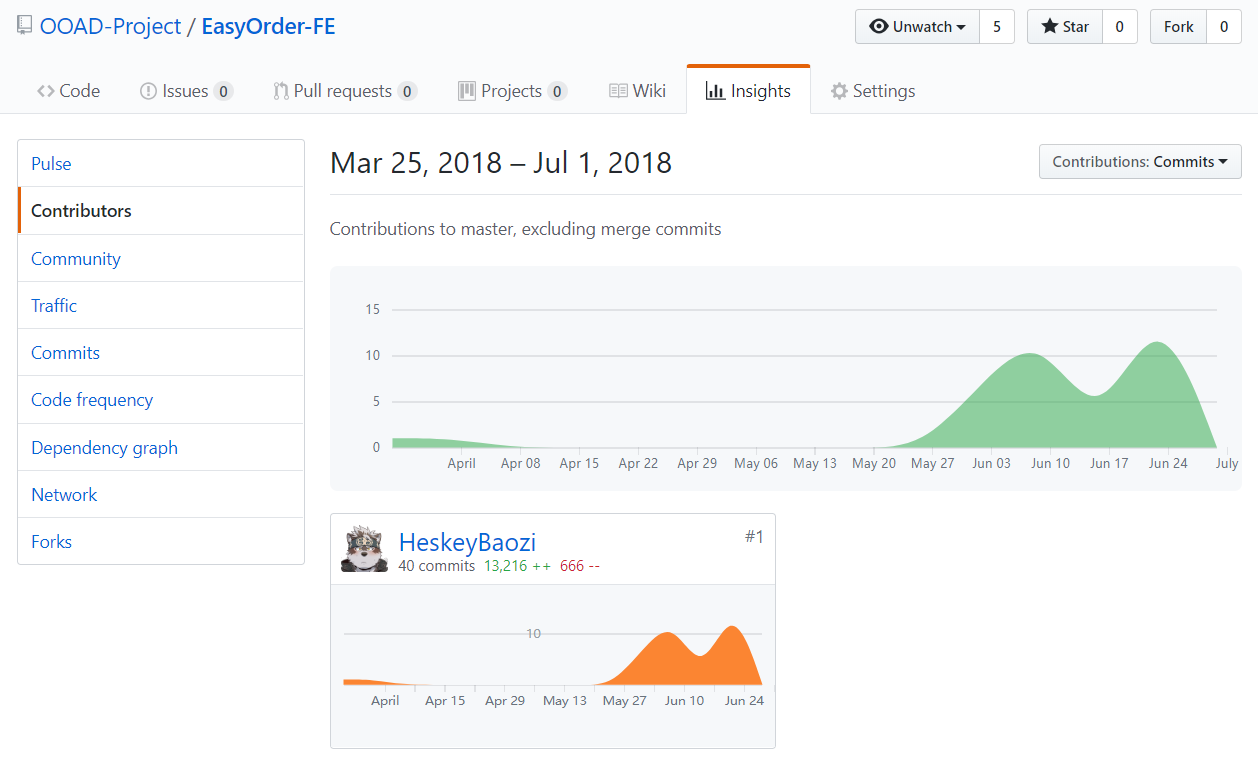 OOAD-Project / EasyOrder-FE
Unwatch 5 Star 0 Fork 0
Code Issues 0 Pull requests 0 Projects 0 Wiki Insights Settings
Pulse
Contributors
Community
Traffic
Commits
Code frequency
Dependency graph
Network
Forks
Mar 25, 2018 – Jul 1, 2018
Contributions: Commits
Contributions to master, excluding merge commits
15
10
5
0
April Apr 08 Apr 15 Apr 22 Apr 29 May 06 May 13 May 20 May 27 Jun 03 Jun 10 Jun 17 Jun 24 July
HeskeyBaozi #1
40 commits 13,216 ++ 666 --
10
April Apr 15 Apr 29 May 13 May 27 Jun 10 Jun 24